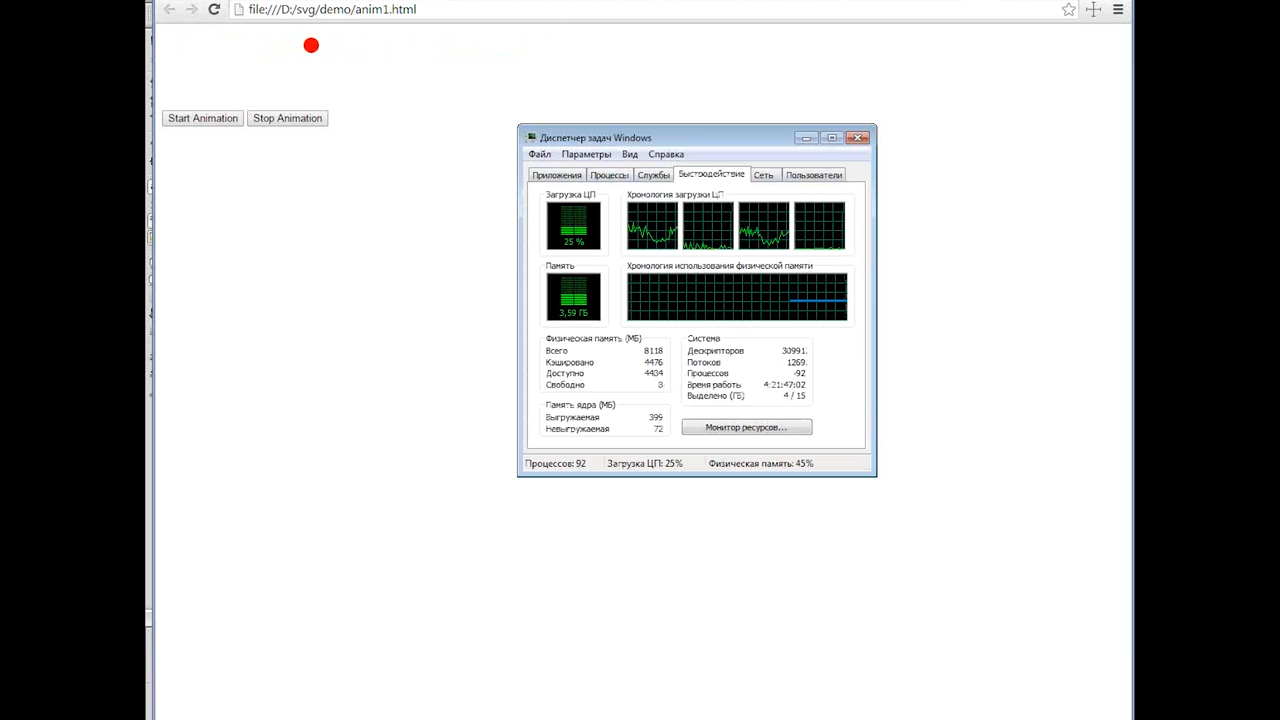 file:///D:/svg/demo/anim1.html
Start Animation Stop Animation
Диспетчер задач Windows
Файл Параметры Вид Справка
Приложения Процессы Службы Быстродействие Сеть Пользователи
Загрузка ЦП Хронология загрузки ЦП
25 %
Память Хронология использования физической памяти
3,59 ГБ
Физическая память (МБ) Система
Всего 8118 Дескрипторов 30991
Кэшировано 4476 Потоков 1269
Доступно 4434 Процессов 92
Свободно 3 Время работы 4:21:47:02
Выделено (ГБ) 4 / 15
Память ядра (МБ)
Выгружаемая 399
Невыгружаемая 72
Монитор ресурсов...
Процессов: 92 Загрузка ЦП: 25% Физическая память: 45%